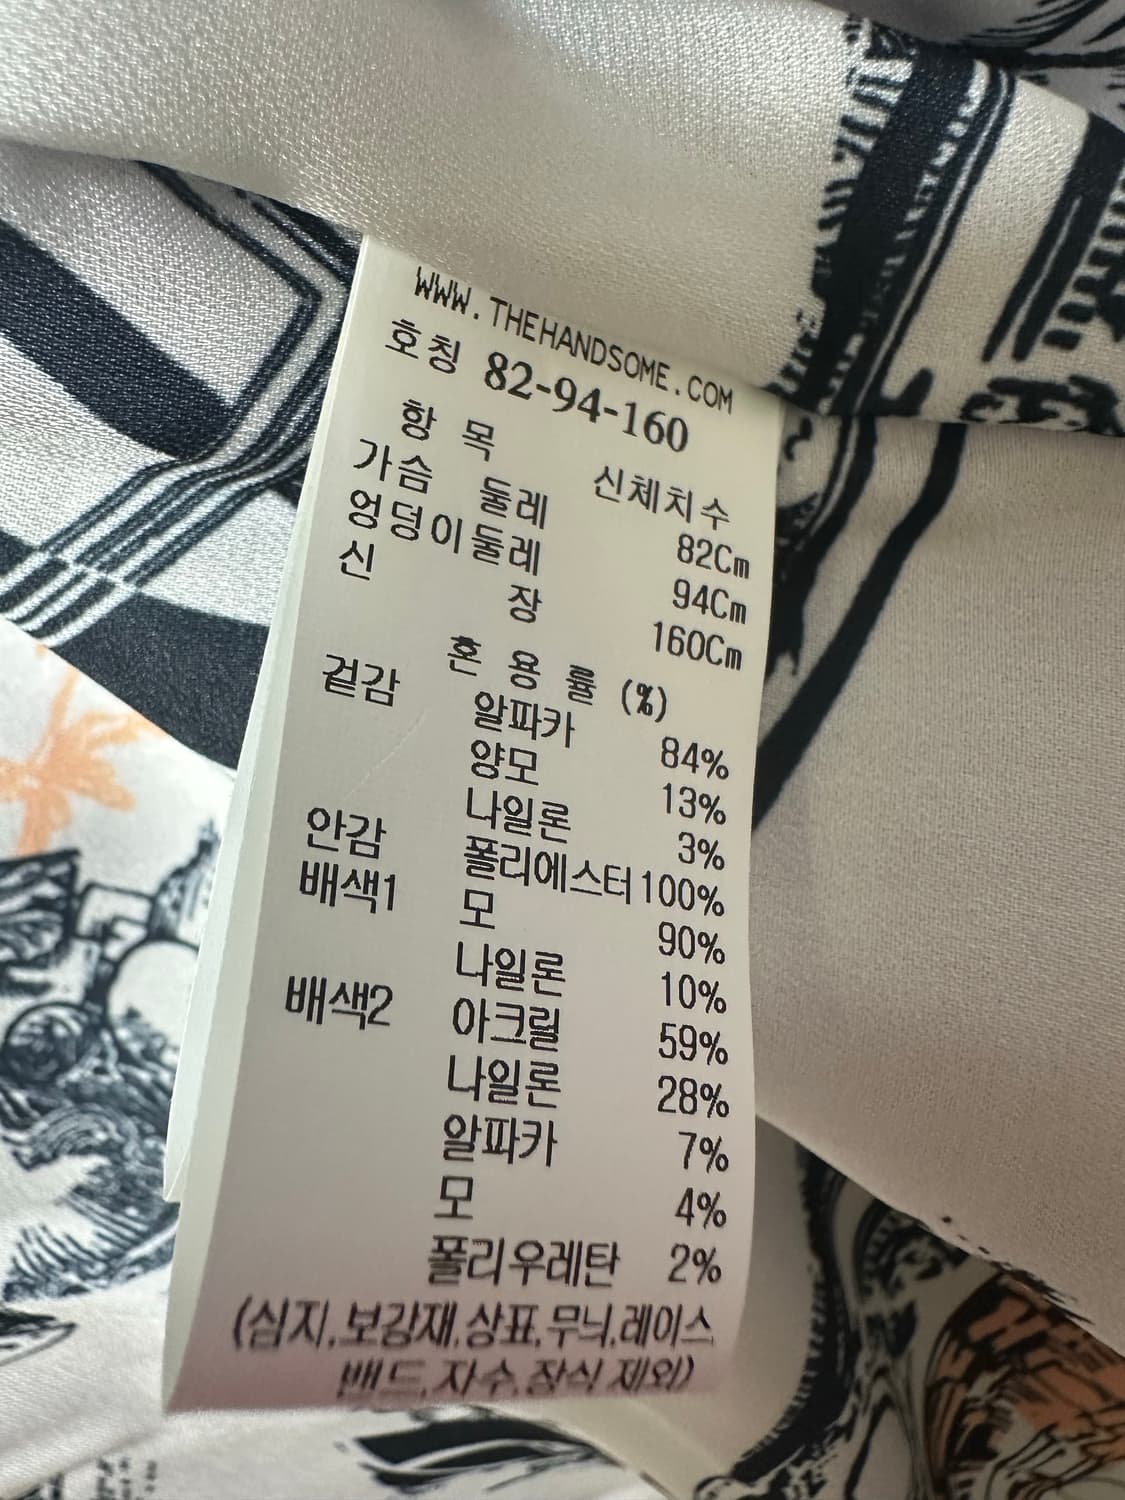 WWW.THEHANDSOME.COM
호칭 82-94-160
항 목 신체치수
가슴 둘레 82Cm
엉덩이둘레 94Cm
신 장 160Cm
혼 용 률 (%)
겉감 알파카 84%
양모 13%
나일론 3%
안감 폴리에스터 100%
배색1 모 90%
나일론 10%
배색2 아크릴 59%
나일론 28%
알파카 7%
모 4%
폴리우레탄 2%
(심지,보강재,상표,무늬,레이스
밴드,자수,장식 제외)